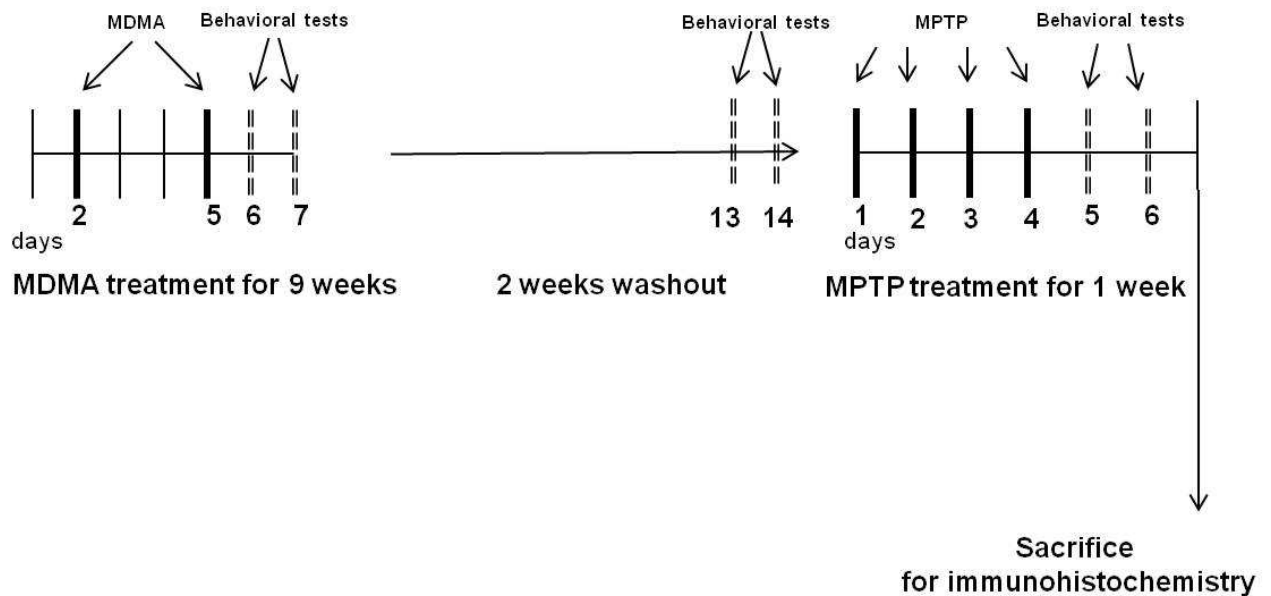 MDMA Behavioral tests Behavioral tests MPTP Behavioral tests
2 5 6 7 13 14 1 2 3 4 5 6
days days
MDMA treatment for 9 weeks 2 weeks washout MPTP treatment for 1 week
Sacrifice
for immunohistochemistry